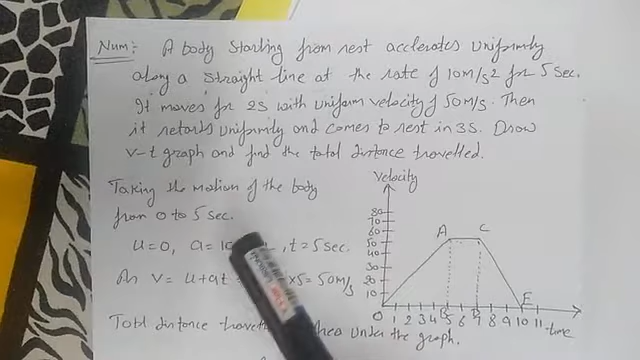 Num:- A body starting from rest accelerates uniformly
along a straight line at the rate of 10m/s2 for 5 sec.
It moves for 2s with uniform velocity of 50m/s. Then
it retards uniformly and comes to rest in 3s. Draw
v-t graph and find the total distance travelled.
Taking the motion of the body
from 0 to 5 sec.
u=0, a=10 , t=5sec.
As v= u+at = x5=50m/s
Total distance area under the graph.
Velocity
80
70
60
50
40
30
20
10
A C
O 1 2 3 4 B5 6 D7 8 9 10 11 time
E